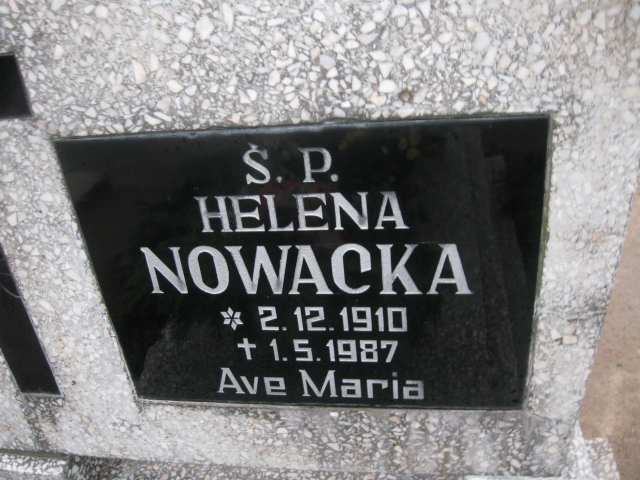 Ś. P.
HELENA
NOWACKA
* 2.12.1910
✝ 1.5.1987
Ave Maria